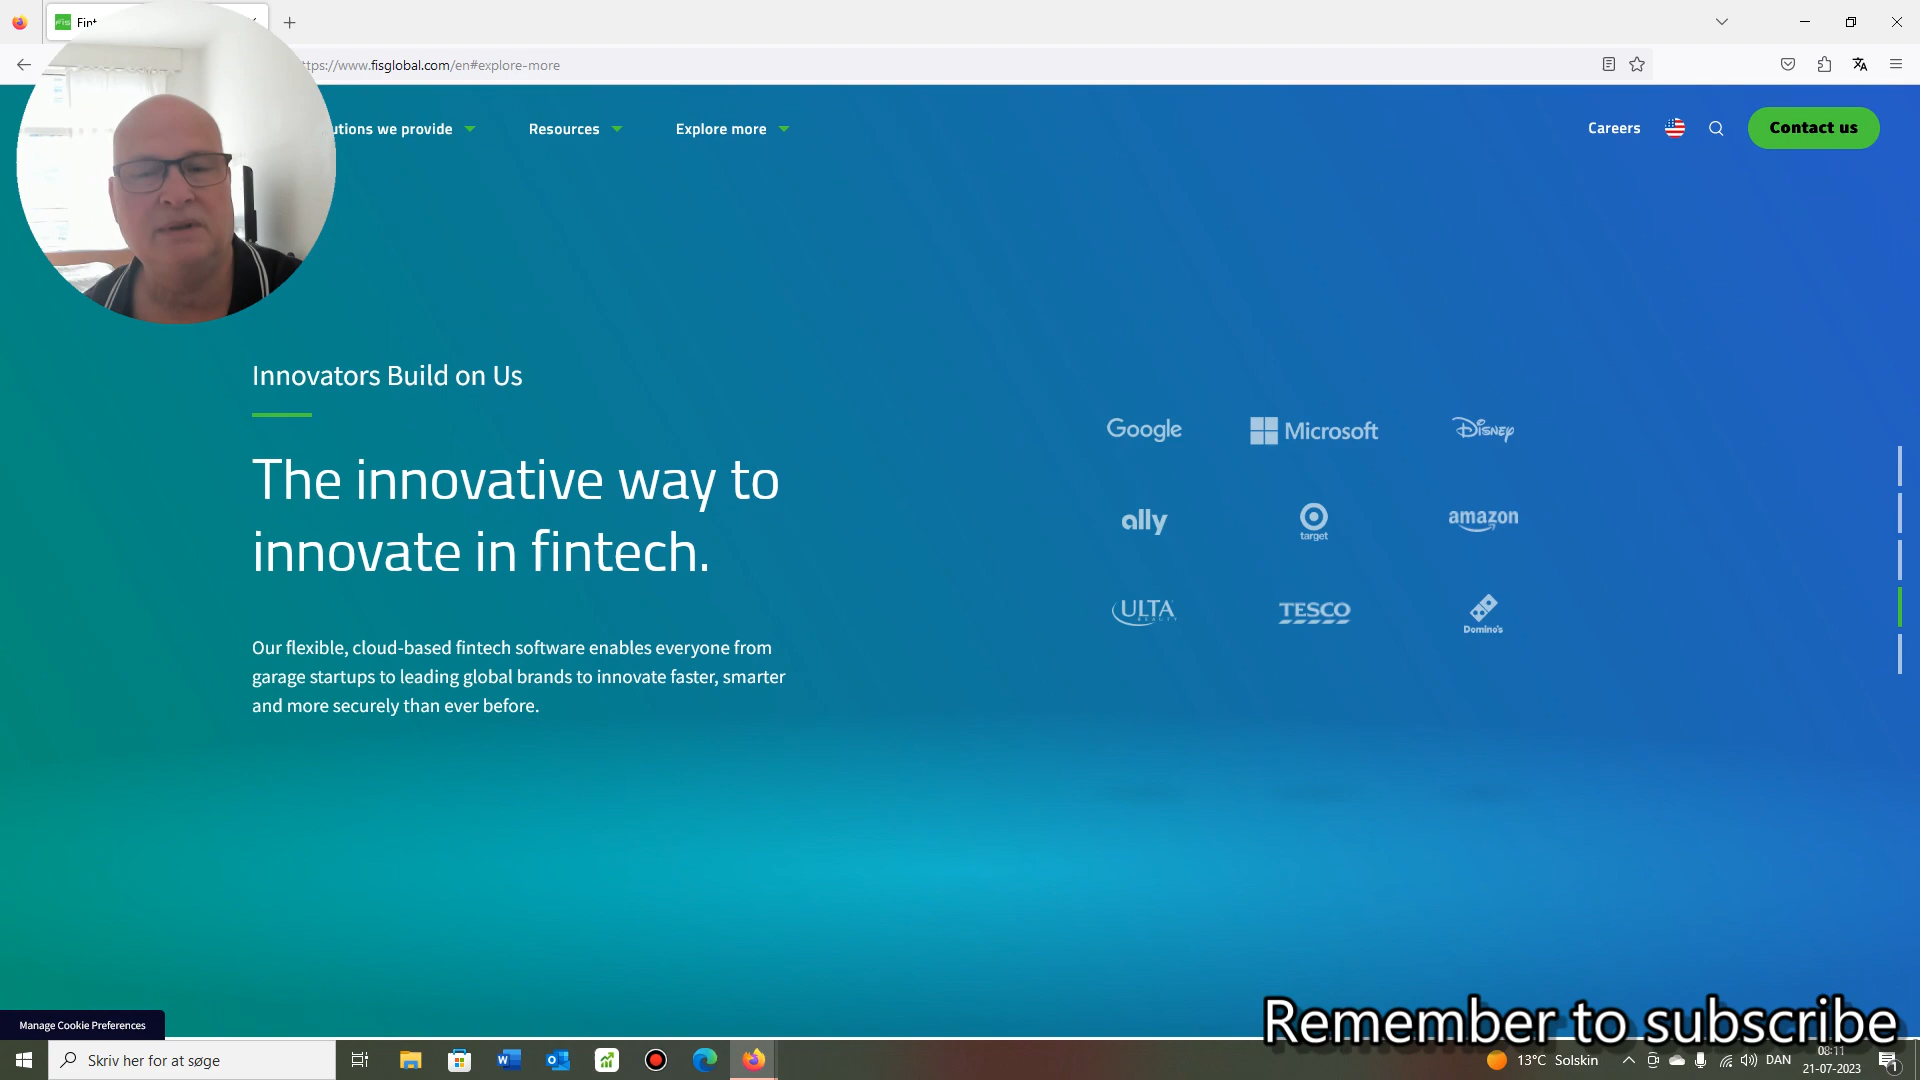 https://www.fisglobal.com/en#explore-more
we provide
Resources
Explore more
Careers
Contact us
Innovators Build on Us
The innovative way to
innovate in fintech.
Our flexible, cloud-based fintech software enables everyone from
garage startups to leading global brands to innovate faster, smarter
and more securely than ever before.
Google
Microsoft
Disney
ally
target
amazon
ULTA
BEAUTY
TESCO
Domino's
Manage Cookie Preferences
Remember to subscribe
Skriv her for at søge
13°C Solskin
DAN
08:11
21-07-2023
1